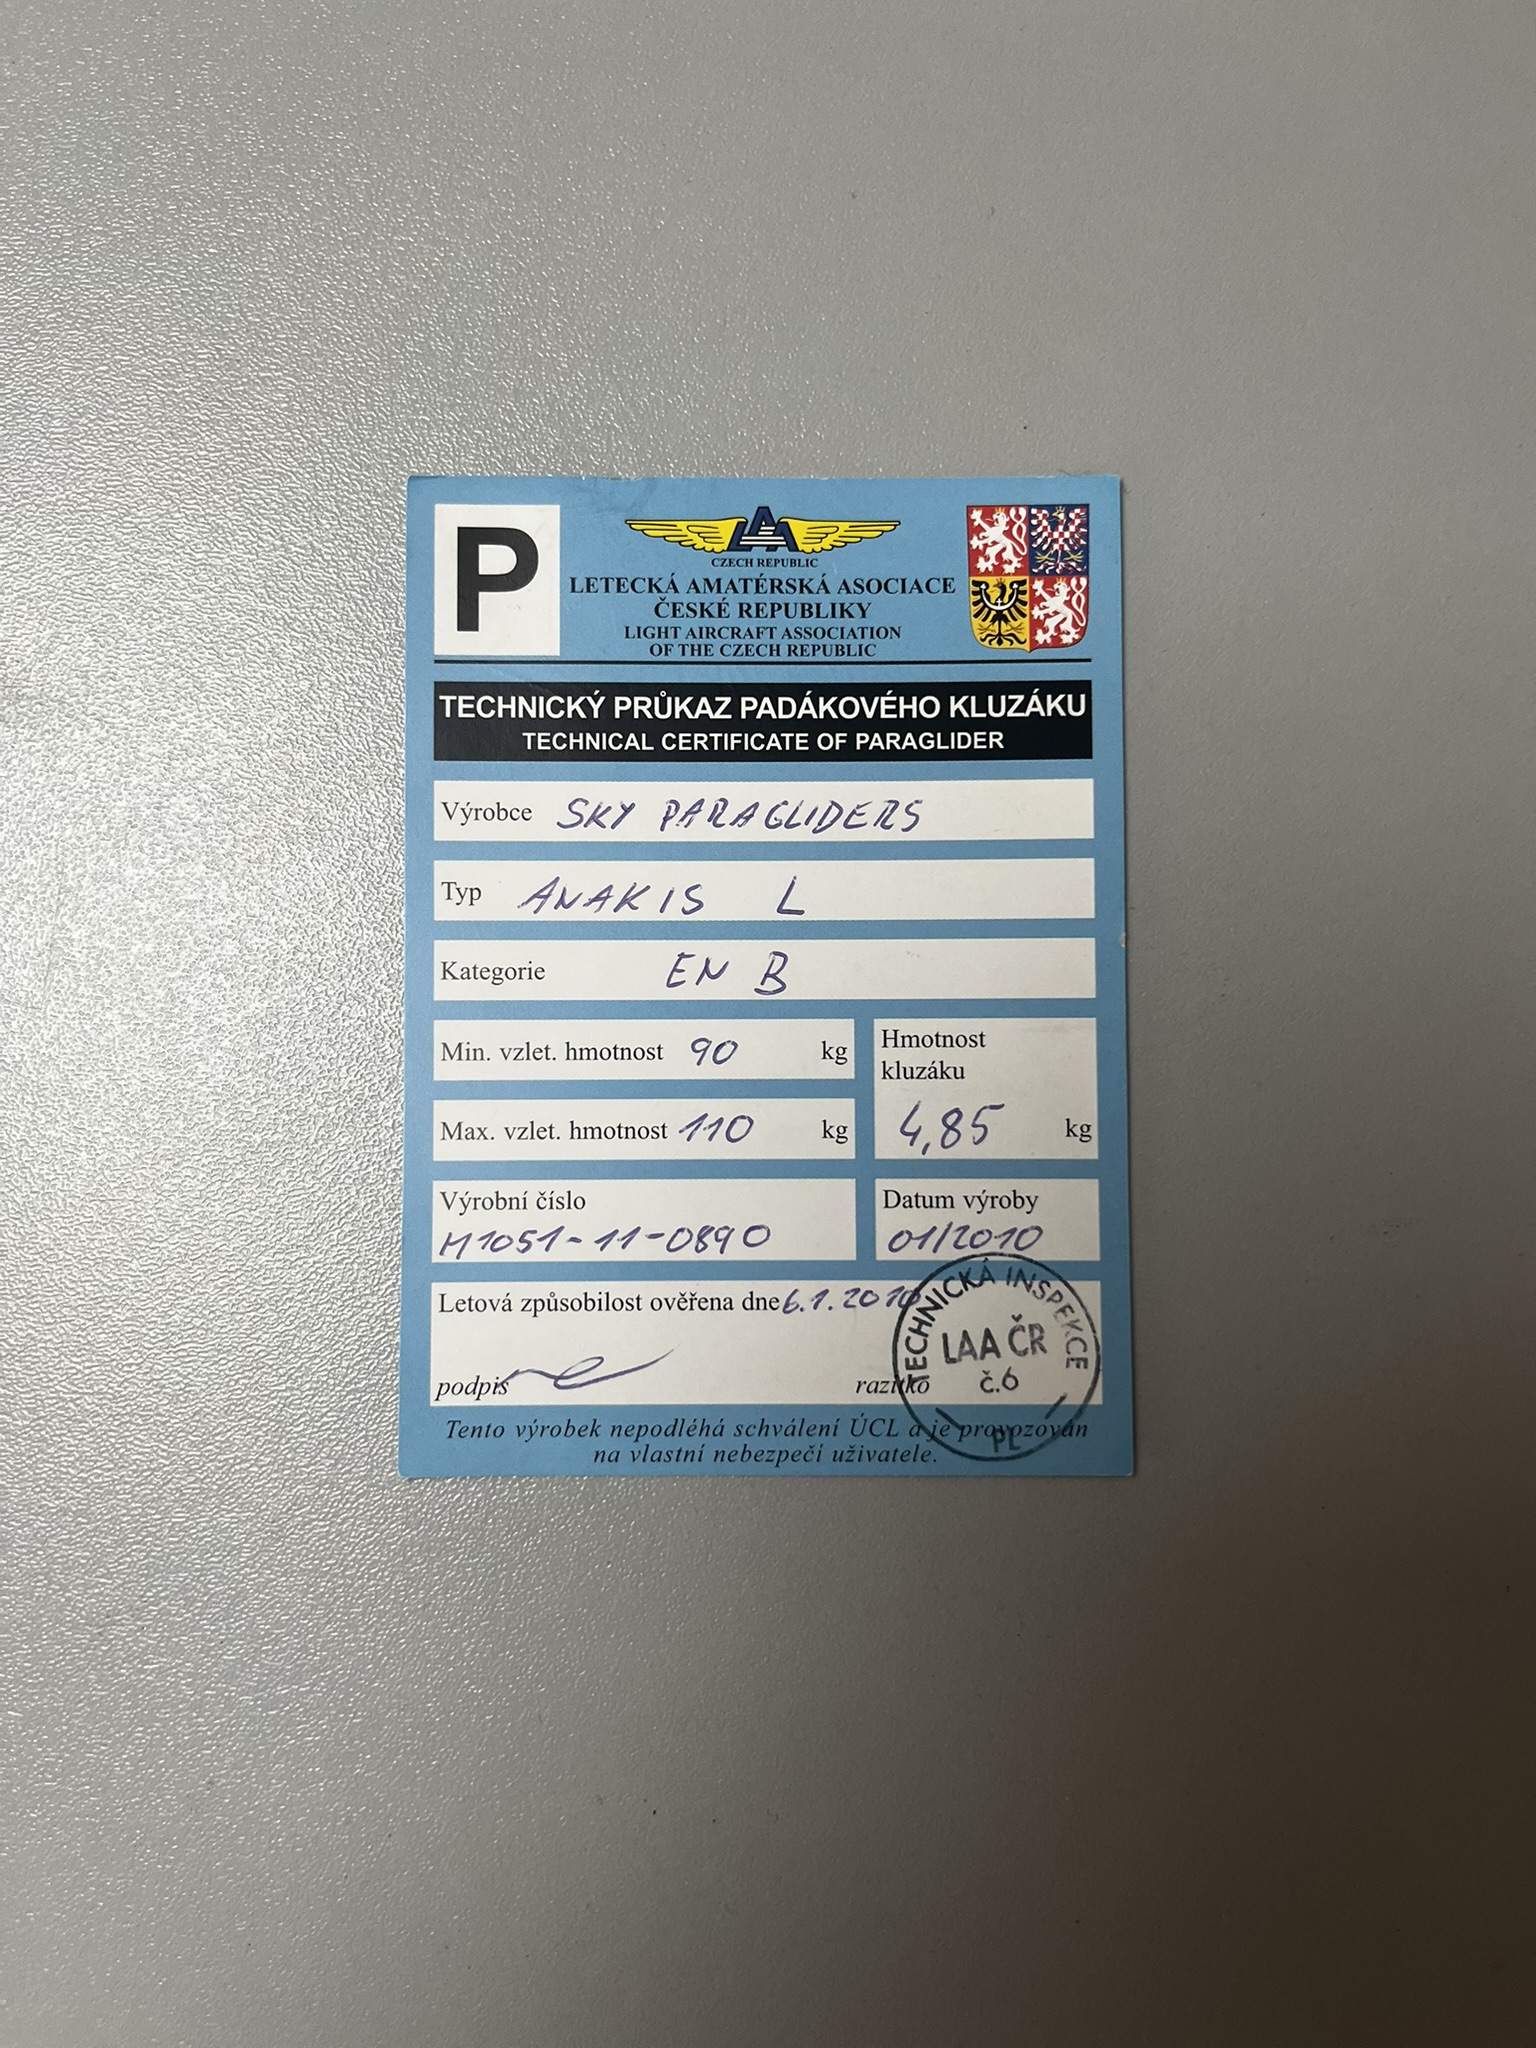 P
LAA
CZECH REPUBLIC
LETECKÁ AMATÉRSKÁ ASOCIACE
ČESKÉ REPUBLIKY
LIGHT AIRCRAFT ASSOCIATION
OF THE CZECH REPUBLIC
TECHNICKÝ PRŮKAZ PADÁKOVÉHO KLUZÁKU
TECHNICAL CERTIFICATE OF PARAGLIDER
Výrobce SKY PARAGLIDERS
Typ ANAKIS L
Kategorie EN B
Min. vzlet. hmotnost 90 kg
Hmotnost
kluzáku
4,85 kg
Max. vzlet. hmotnost 110 kg
Výrobní číslo
M1051-11-0890
Datum výroby
01/2010
Letová způsobilost ověřena dne 6.1.2010
podpis
razítko
TECHNICKÁ INSPEKCE
LAA ČR
č.6
PL
Tento výrobek nepodléhá schválení ÚCL a je provozován
na vlastní nebezpečí uživatele.